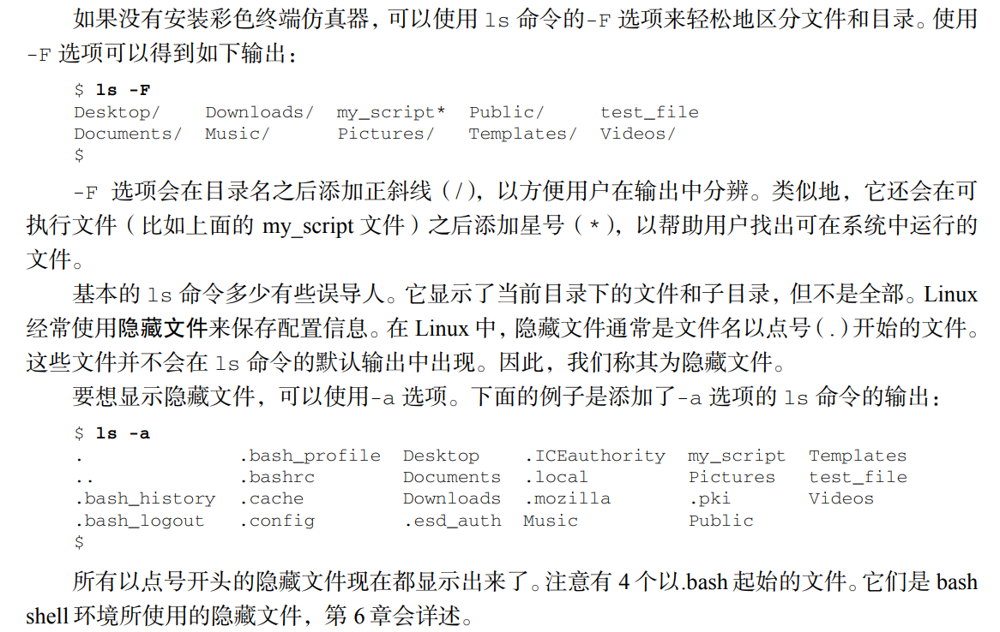 如果没有安装彩色终端仿真器，可以使用 ls 命令的-F 选项来轻松地区分文件和目录。使用
-F 选项可以得到如下输出：
$ ls -F
Desktop/    Downloads/  my_script*  Public/     test_file
Documents/  Music/      Pictures/   Templates/  Videos/
$
-F 选项会在目录名之后添加正斜线（/），以方便用户在输出中分辨。类似地，它还会在可
执行文件（比如上面的 my_script 文件）之后添加星号（*），以帮助用户找出可在系统中运行的
文件。
基本的 ls 命令多少有些误导人。它显示了当前目录下的文件和子目录，但不是全部。Linux
经常使用隐藏文件来保存配置信息。在 Linux 中，隐藏文件通常是文件名以点号（.）开始的文件。
这些文件并不会在 ls 命令的默认输出中出现。因此，我们称其为隐藏文件。
要想显示隐藏文件，可以使用-a 选项。下面的例子是添加了-a 选项的 ls 命令的输出：
$ ls -a
.              .bash_profile  Desktop    .ICEauthority  my_script  Templates
..             .bashrc        Documents  .local         Pictures   test_file
.bash_history  .cache         Downloads  .mozilla       .pki       Videos
.bash_logout   .config        .esd_auth  Music          Public
$
所有以点号开头的隐藏文件现在都显示出来了。注意有 4 个以.bash 起始的文件。它们是 bash
shell 环境所使用的隐藏文件，第 6 章会详述。